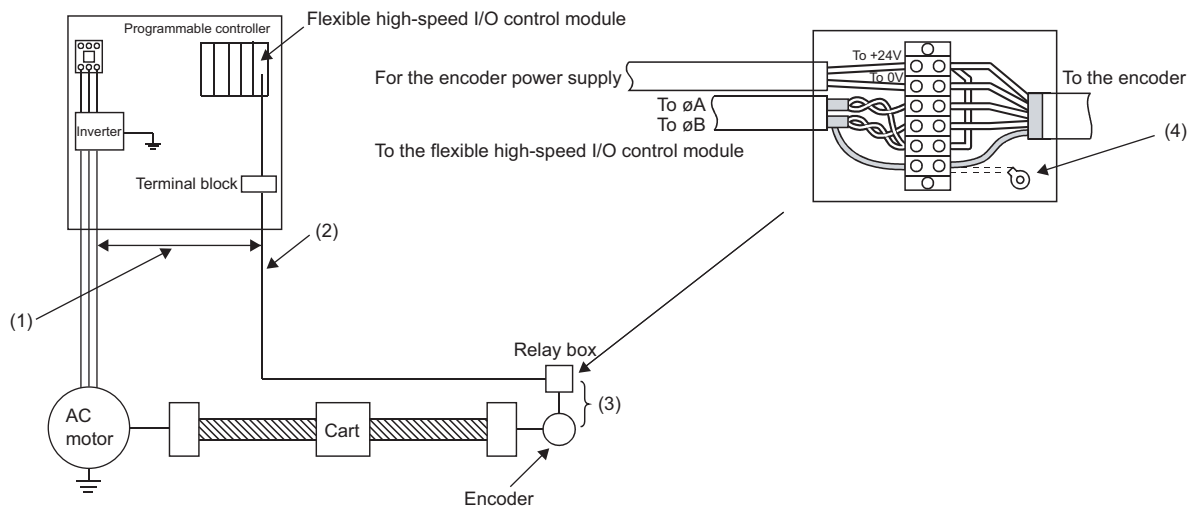 Flexible high-speed I/O control module
Programmable controller
Inverter
Terminal block
(1)
(2)
Relay box
(3)
AC
motor
Cart
Encoder
For the encoder power supply
To +24V
To 0V
To øA
To øB
To the flexible high-speed I/O control module
To the encoder
(4)